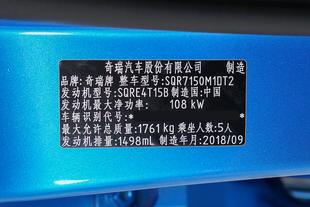 奇瑞汽车股份有限公司 制造
品牌:奇瑞牌 整车型号:SQR7150M1DT2
发动机型号:SQRE4T15B 制造国:中国
发动机最大净功率: 108 kW
车辆识别代号:* *
最大允许总质量:1761kg 乘坐人数:5人
发动机排量:1498mL 制造年月:2018/09